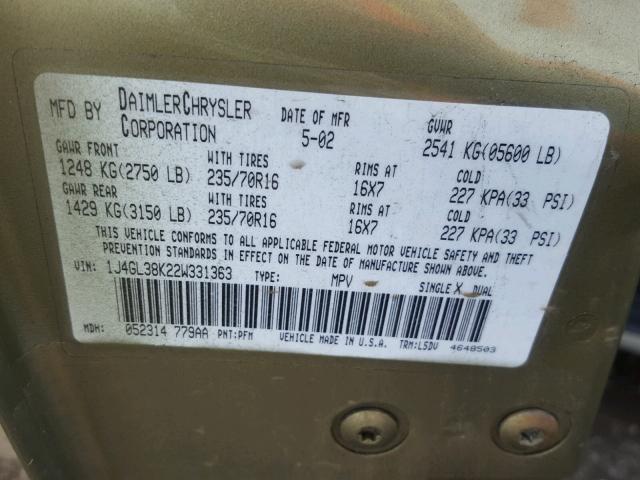 MFD BY DAIMLERCHRYSLER CORPORATION DATE OF MFR 5-02 GVWR 2541 KG(05600 LB)
GAWR FRONT WITH TIRES RIMS AT COLD
1248 KG(2750 LB) 235/70R16 16X7 227 KPA(33 PSI)
GAWR REAR WITH TIRES RIMS AT COLD
1429 KG(3150 LB) 235/70R16 16X7 227 KPA(33 PSI)
THIS VEHICLE CONFORMS TO ALL APPLICABLE FEDERAL MOTOR VEHICLE SAFETY AND THEFT
PREVENTION STANDARDS IN EFFECT ON THE DATE OF MANUFACTURE SHOWN ABOVE.
VIN: 1J4GL38K22W331363 TYPE: MPV SINGLE X DUAL
MDH: 052314 779AA PNT:PFM VEHICLE MADE IN U.S.A. TRM:L5DV 4648503